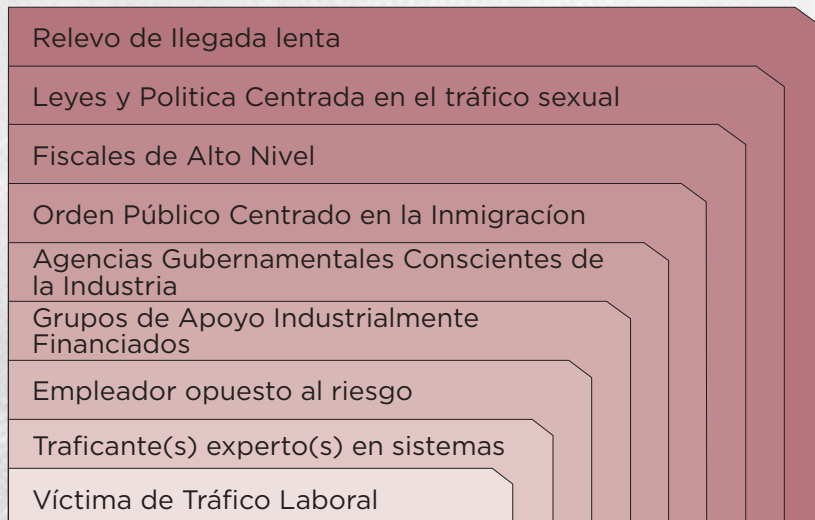 Relevo de llegada lenta
Leyes y Politica Centrada en el tráfico sexual
Fiscales de Alto Nivel
Orden Público Centrado en la Inmigracíon
Agencias Gubernamentales Conscientes de
la Industria
Grupos de Apoyo Industrialmente
Financiados
Empleador opuesto al riesgo
Traficante(s) experto(s) en sistemas
Víctima de Tráfico Laboral